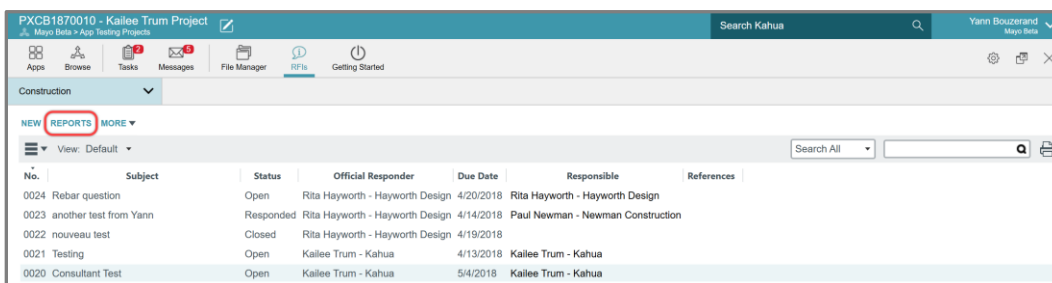 PXCB1870010 - Kailee Trum Project Search Kahua Yann Bouzerand
Mayo Beta > App Testing Projects Mayo Beta
2 5
Apps Browse Tasks Messages File Manager RFIs Getting Started
Construction
NEW REPORTS MORE
View: Default Search All
No. Subject Status Official Responder Due Date Responsible References
0024 Rebar question Open Rita Hayworth - Hayworth Design 4/20/2018 Rita Hayworth - Hayworth Design
0023 another test from Yann Responded Rita Hayworth - Hayworth Design 4/14/2018 Paul Newman - Newman Construction
0022 nouveau test Closed Rita Hayworth - Hayworth Design 4/19/2018
0021 Testing Open Kailee Trum - Kahua 4/13/2018 Kailee Trum - Kahua
0020 Consultant Test Open Kailee Trum - Kahua 5/4/2018 Kailee Trum - Kahua